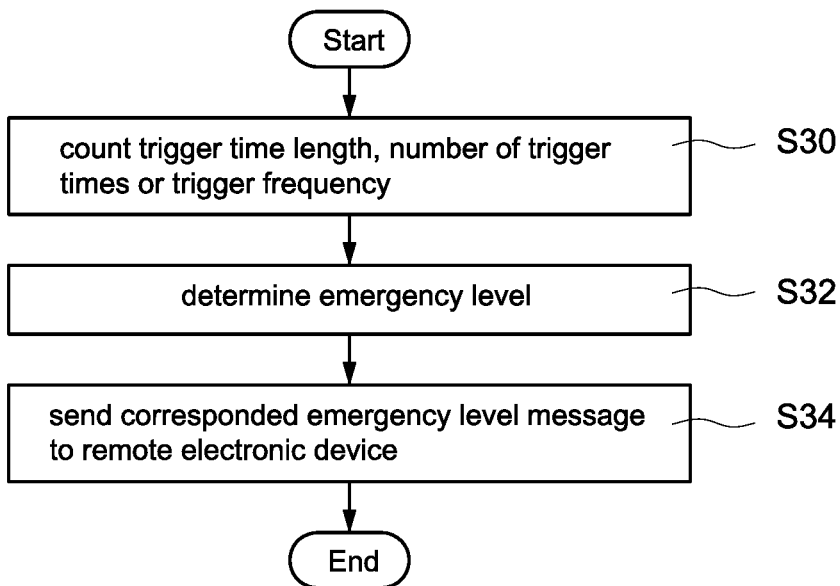 Start
count trigger time length, number of trigger
times or trigger frequency
S30
determine emergency level
S32
send corresponded emergency level message
to remote electronic device
S34
End